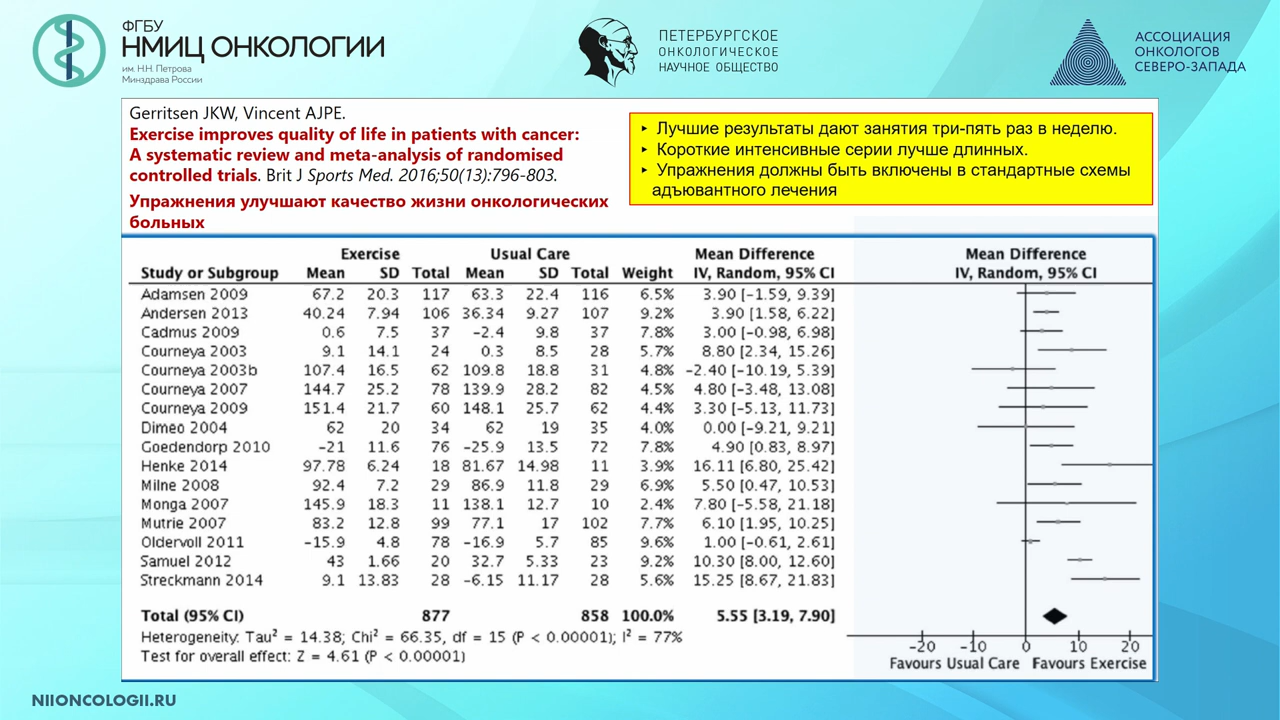 ФГБУ
НМИЦ ОНКОЛОГИИ
им. Н.Н. Петрова
Минздрава России
ПЕТЕРБУРГСКОЕ
ОНКОЛОГИЧЕСКОЕ
НАУЧНОЕ ОБЩЕСТВО
АССОЦИАЦИЯ
ОНКОЛОГОВ
СЕВЕРО-ЗАПАДА
Gerritsen JKW, Vincent AJPE.
Exercise improves quality of life in patients with cancer:
A systematic review and meta-analysis of randomised
controlled trials. Brit J Sports Med. 2016;50(13):796-803.
Упражнения улучшают качество жизни онкологических
больных
‣ Лучшие результаты дают занятия три-пять раз в неделю.
‣ Короткие интенсивные серии лучше длинных.
‣ Упражнения должны быть включены в стандартные схемы
адъювантного лечения
Exercise Usual Care Mean Difference Mean Difference
Study or Subgroup Mean SD Total Mean SD Total Weight IV, Random, 95% CI IV, Random, 95% CI
Adamsen 2009 67.2 20.3 117 63.3 22.4 116 6.5% 3.90 [−1.59, 9.39]
Andersen 2013 40.24 7.94 106 36.34 9.27 107 9.2% 3.90 [1.58, 6.22]
Cadmus 2009 0.6 7.5 37 −2.4 9.8 37 7.8% 3.00 [−0.98, 6.98]
Courneya 2003 9.1 14.1 24 0.3 8.5 28 5.7% 8.80 [2.34, 15.26]
Courneya 2003b 107.4 16.5 62 109.8 18.8 31 4.8% −2.40 [−10.19, 5.39]
Courneya 2007 144.7 25.2 78 139.9 28.2 82 4.6% 4.80 [−3.48, 13.08]
Courneya 2009 151.4 21.7 60 148.1 25.7 62 4.4% 3.30 [−5.13, 11.73]
Dimeo 2004 62 20 34 62 19 35 4.0% 0.00 [−9.21, 9.21]
Goedendorp 2010 −21 11.6 76 −25.9 13.5 72 7.8% 4.90 [0.83, 8.97]
Henke 2014 97.78 6.24 18 81.67 14.98 11 3.9% 16.11 [6.80, 25.42]
Milne 2008 92.4 7.2 29 86.9 11.8 29 6.9% 5.50 [0.47, 10.53]
Monga 2007 145.9 18.3 11 138.1 12.7 10 2.4% 7.80 [−5.58, 21.18]
Mutrie 2007 83.2 12.8 99 77.1 17 102 7.7% 6.10 [1.95, 10.25]
Oldervoll 2011 −15.9 4.8 78 −16.9 5.7 85 9.6% 1.00 [−0.61, 2.61]
Samuel 2012 43 1.66 20 32.7 5.33 23 9.2% 10.30 [8.00, 12.60]
Streckmann 2014 9.1 13.83 28 −6.15 11.17 28 5.6% 15.25 [8.67, 21.83]
Total (95% CI) 877 858 100.0% 5.55 [3.19, 7.90]
Heterogeneity: Tau² = 14.38; Chi² = 66.35, df = 15 (P < 0.00001); I² = 77%
Test for overall effect: Z = 4.61 (P < 0.00001)
−20 −10 0 10 20
Favours Usual Care Favours Exercise
NIIONCOLOGII.RU